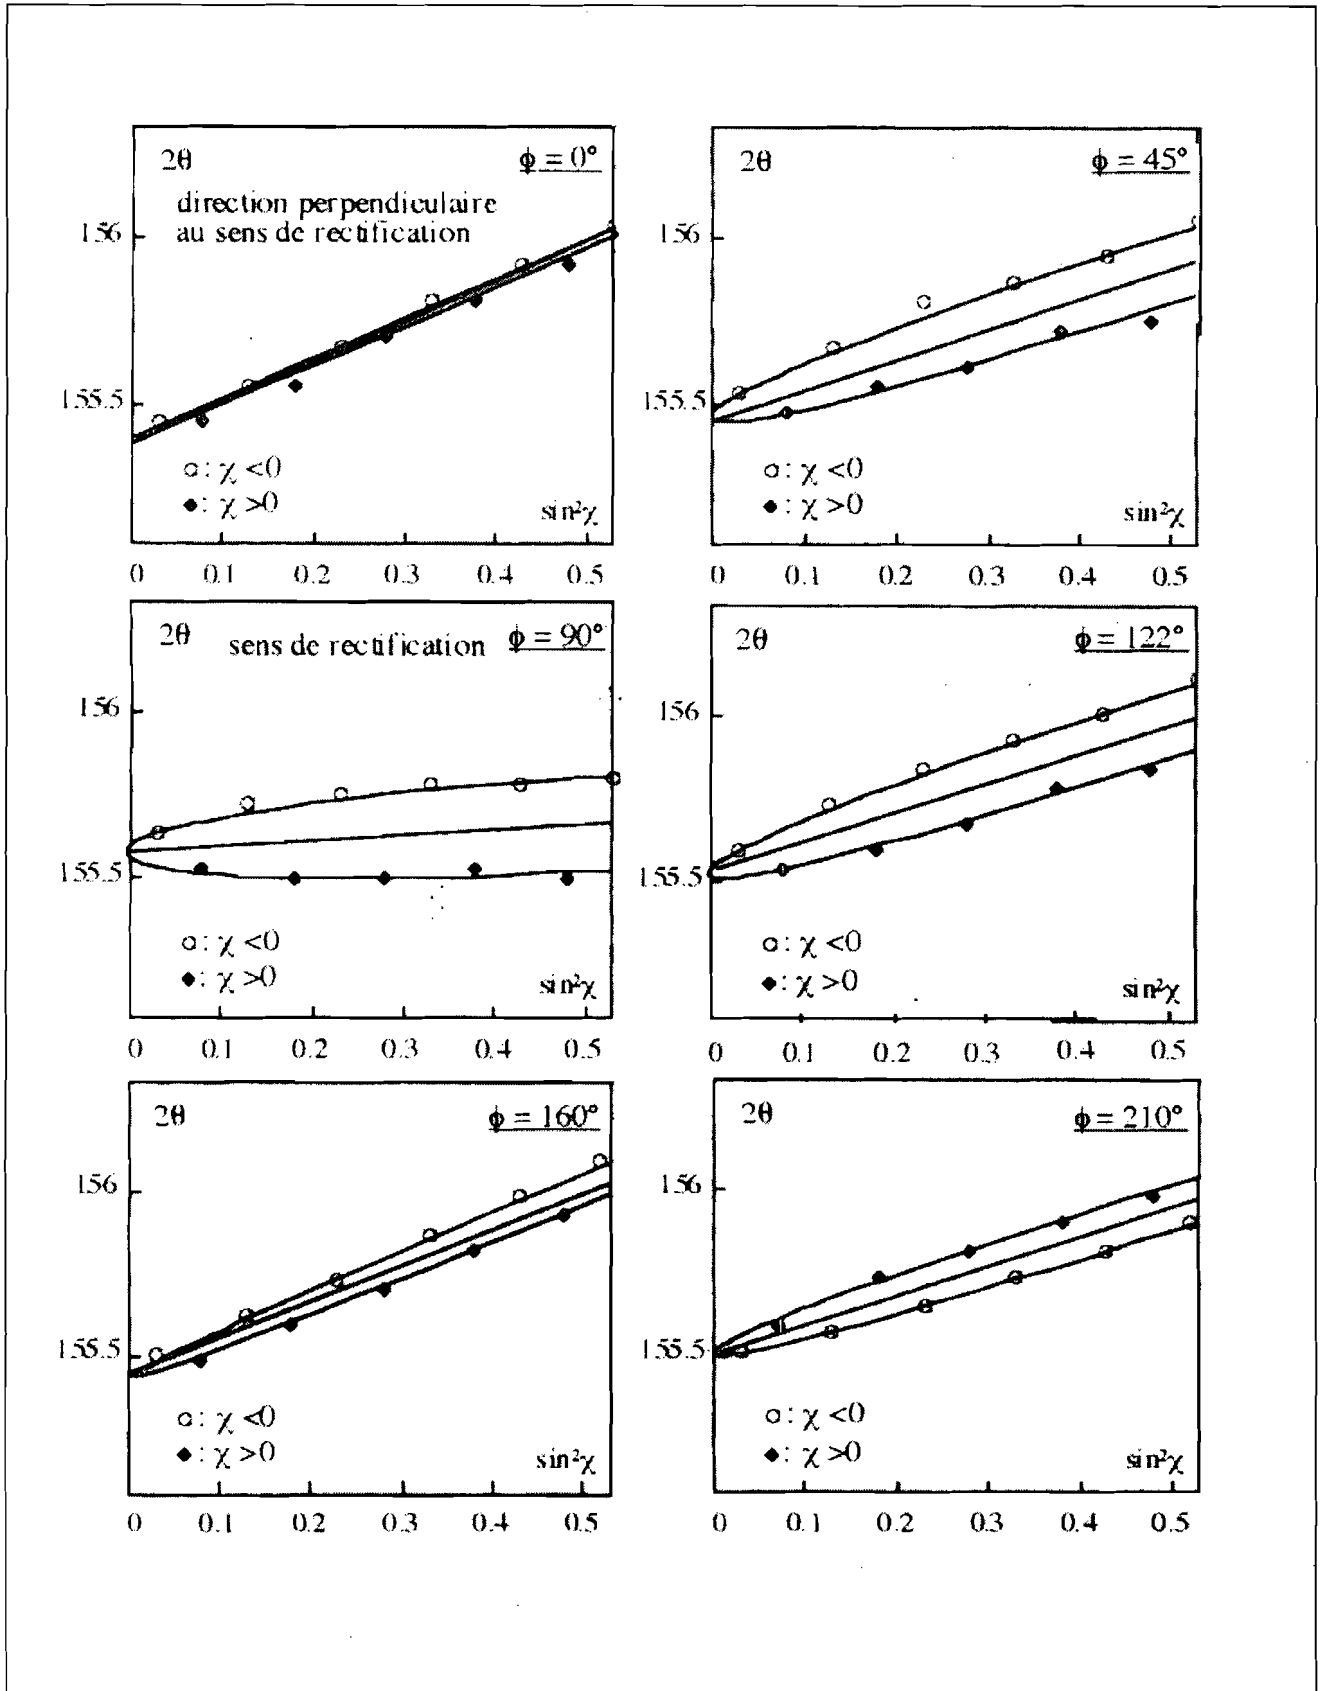 2θ ϕ = 0°
direction perpendiculaire
au sens de rectification
156
155.5
○: χ <0
◆: χ >0
sin²χ
0 0.1 0.2 0.3 0.4 0.5
2θ ϕ = 45°
156
155.5
○: χ <0
◆: χ >0
sin²χ
0 0.1 0.2 0.3 0.4 0.5
2θ sens de rectification ϕ = 90°
156
155.5
○: χ <0
◆: χ >0
sin²χ
0 0.1 0.2 0.3 0.4 0.5
2θ ϕ = 122°
156
155.5
○: χ <0
◆: χ >0
sin²χ
0 0.1 0.2 0.3 0.4 0.5
2θ ϕ = 160°
156
155.5
○: χ <0
◆: χ >0
sin²χ
0 0.1 0.2 0.3 0.4 0.5
2θ ϕ = 210°
156
155.5
○: χ <0
◆: χ >0
sin²χ
0 0.1 0.2 0.3 0.4 0.5